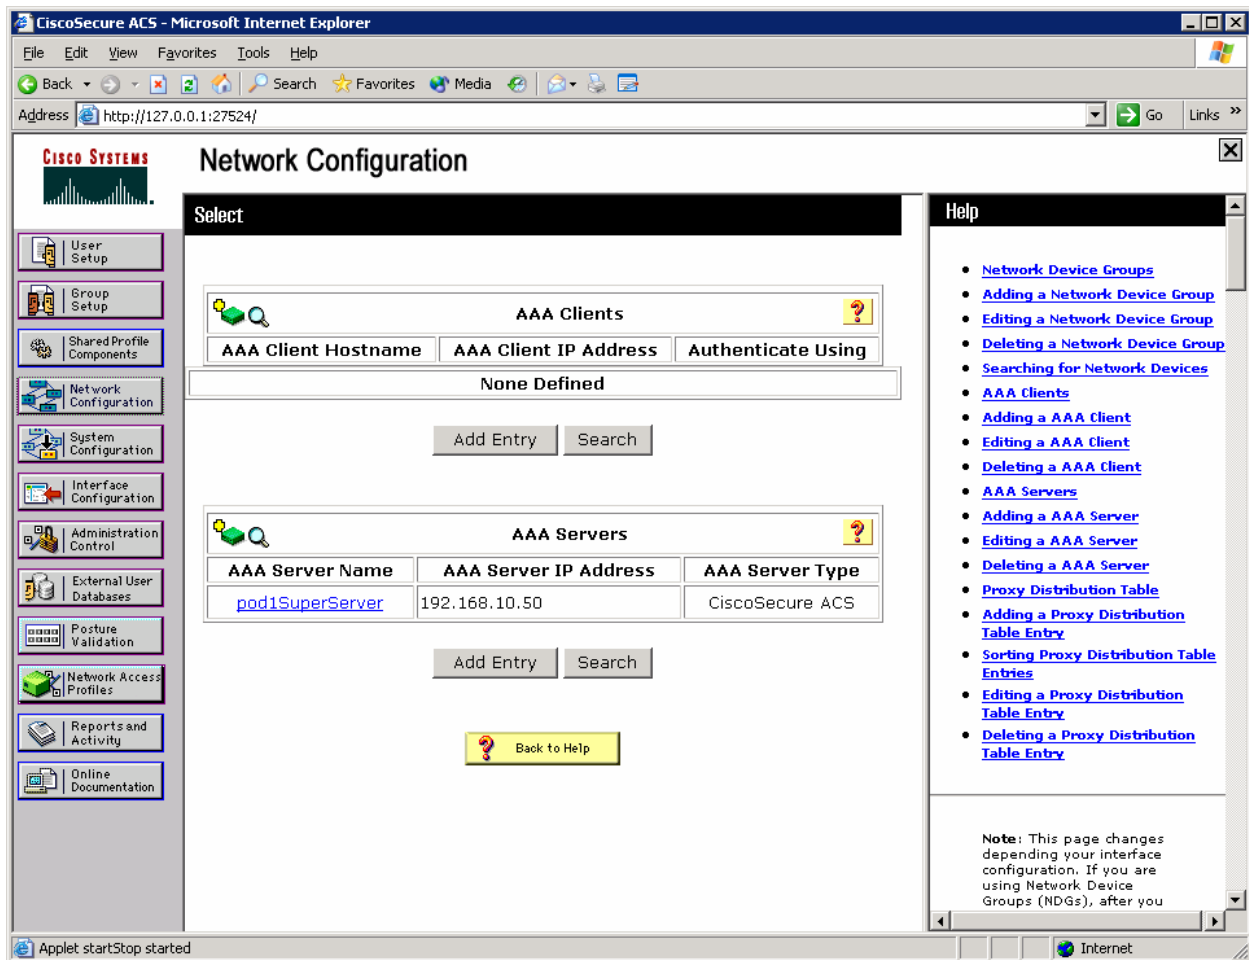 CiscoSecure ACS - Microsoft Internet Explorer
File Edit View Favorites Tools Help
Back Search Favorites Media
Address http://127.0.0.1:27524/ Go Links »
CISCO SYSTEMS
Network Configuration
Select
User
Setup
Group
Setup
Shared Profile
Components
Network
Configuration
System
Configuration
Interface
Configuration
Administration
Control
External User
Databases
Posture
Validation
Network Access
Profiles
Reports and
Activity
Online
Documentation
AAA Clients ?
AAA Client Hostname AAA Client IP Address Authenticate Using
None Defined
Add Entry Search
AAA Servers ?
AAA Server Name AAA Server IP Address AAA Server Type
pod1SuperServer 192.168.10.50 CiscoSecure ACS
Add Entry Search
? Back to Help
Help
Network Device Groups
Adding a Network Device Group
Editing a Network Device Group
Deleting a Network Device Group
Searching for Network Devices
AAA Clients
Adding a AAA Client
Editing a AAA Client
Deleting a AAA Client
AAA Servers
Adding a AAA Server
Editing a AAA Server
Deleting a AAA Server
Proxy Distribution Table
Adding a Proxy Distribution
Table Entry
Sorting Proxy Distribution Table
Entries
Editing a Proxy Distribution
Table Entry
Deleting a Proxy Distribution
Table Entry
Note: This page changes
depending your interface
configuration. If you are
using Network Device
Groups (NDGs), after you
Applet startStop started Internet